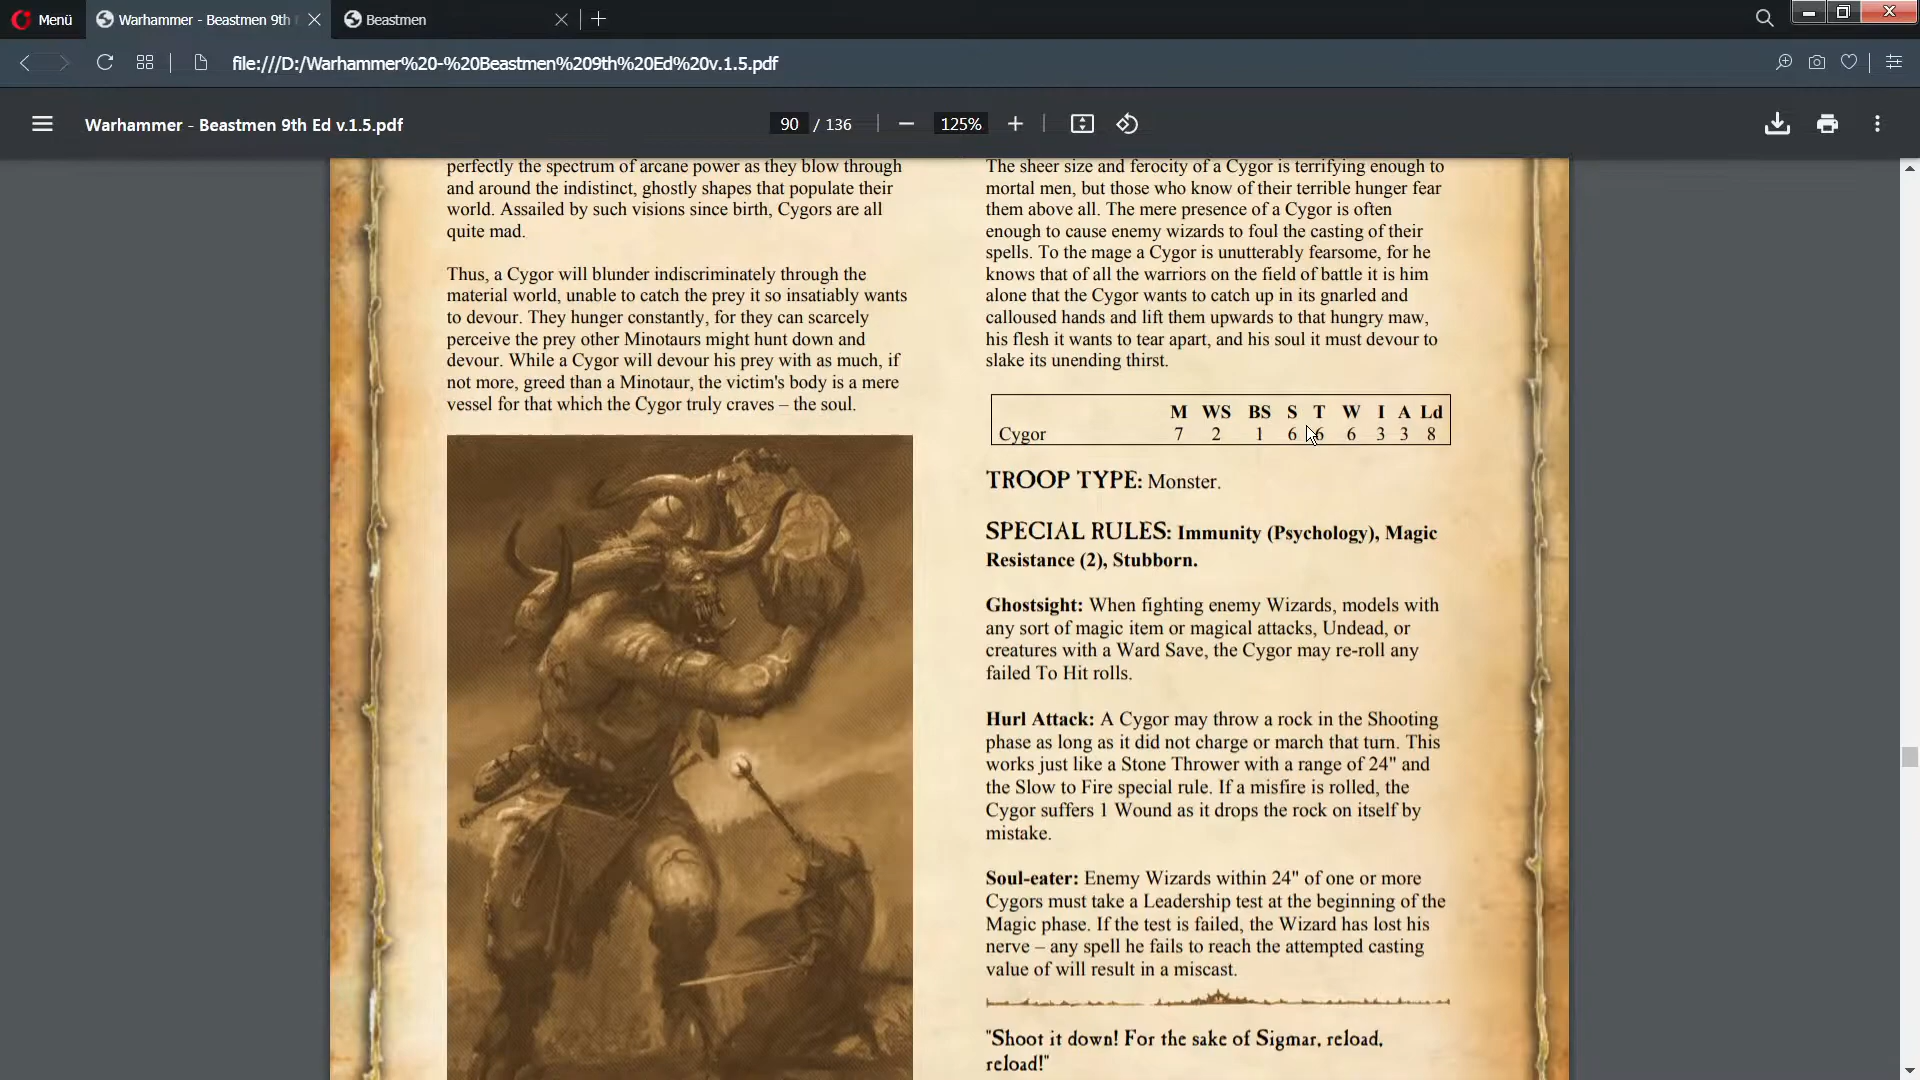 Menü
Warhammer - Beastmen 9th
Beastmen
file:///D:/Warhammer%20-%20Beastmen%209th%20Ed%20v.1.5.pdf
Warhammer - Beastmen 9th Ed v.1.5.pdf
90 / 136
125%
perfectly the spectrum of arcane power as they blow through
and around the indistinct, ghostly shapes that populate their
world. Assailed by such visions since birth, Cygors are all
quite mad.
Thus, a Cygor will blunder indiscriminately through the
material world, unable to catch the prey it so insatiably wants
to devour. They hunger constantly, for they can scarcely
perceive the prey other Minotaurs might hunt down and
devour. While a Cygor will devour his prey with as much, if
not more, greed than a Minotaur, the victim's body is a mere
vessel for that which the Cygor truly craves – the soul.
The sheer size and ferocity of a Cygor is terrifying enough to
mortal men, but those who know of their terrible hunger fear
them above all. The mere presence of a Cygor is often
enough to cause enemy wizards to foul the casting of their
spells. To the mage a Cygor is unutterably fearsome, for he
knows that of all the warriors on the field of battle it is him
alone that the Cygor wants to catch up in its gnarled and
calloused hands and lift them upwards to that hungry maw,
his flesh it wants to tear apart, and his soul it must devour to
slake its unending thirst.
M WS BS S T W I A Ld
Cygor 7 2 1 6 6 6 3 3 8
TROOP TYPE: Monster.
SPECIAL RULES: Immunity (Psychology), Magic
Resistance (2), Stubborn.
Ghostsight: When fighting enemy Wizards, models with
any sort of magic item or magical attacks, Undead, or
creatures with a Ward Save, the Cygor may re-roll any
failed To Hit rolls.
Hurl Attack: A Cygor may throw a rock in the Shooting
phase as long as it did not charge or march that turn. This
works just like a Stone Thrower with a range of 24" and
the Slow to Fire special rule. If a misfire is rolled, the
Cygor suffers 1 Wound as it drops the rock on itself by
mistake.
Soul-eater: Enemy Wizards within 24" of one or more
Cygors must take a Leadership test at the beginning of the
Magic phase. If the test is failed, the Wizard has lost his
nerve – any spell he fails to reach the attempted casting
value of will result in a miscast.
"Shoot it down! For the sake of Sigmar, reload,
reload!"